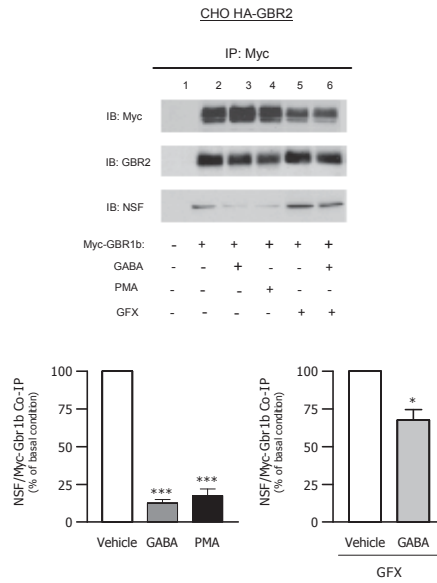 CHO HA-GBR2
IP: Myc
1 2 3 4 5 6
IB: Myc
IB: GBR2
IB: NSF
Myc-GBR1b: - + + + + +
GABA - - + - - +
PMA - - - + - -
GFX - - - - + +
NSF/Myc-Gbr1b Co-IP
(% of basal condition)
100
75
50
25
0
***
***
Vehicle GABA PMA
NSF/Myc-Gbr1b Co-IP
(% of basal condition)
100
75
50
25
0
*
Vehicle GABA
GFX